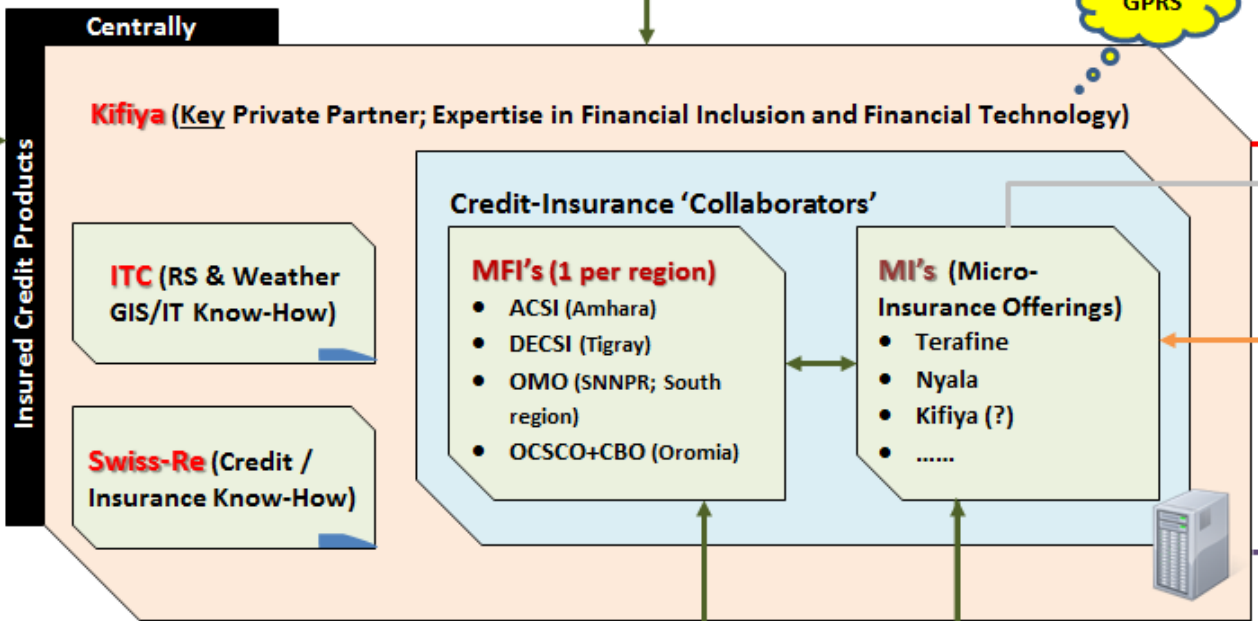 GPRS
Centrally
Insured Credit Products
Kifiya (Key Private Partner; Expertise in Financial Inclusion and Financial Technology)
Credit-Insurance ‘Collaborators’
ITC (RS & Weather
GIS/IT Know-How)
Swiss-Re (Credit /
Insurance Know-How)
MFI's (1 per region)
• ACSI (Amhara)
• DECSI (Tigray)
• OMO (SNNPR; South
region)
• OCSCO+CBO (Oromia)
MI's (Micro-
Insurance Offerings)
• Terafine
• Nyala
• Kifiya (?)
• ......